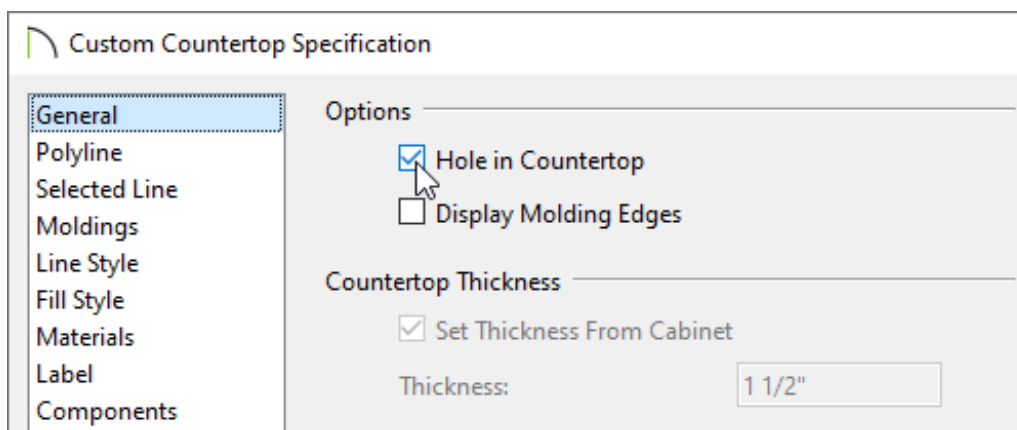 Custom Countertop Specification
General
Polyline
Selected Line
Moldings
Line Style
Fill Style
Materials
Label
Components
Options
Hole in Countertop
Display Molding Edges
Countertop Thickness
Set Thickness From Cabinet
Thickness: 1 1/2"